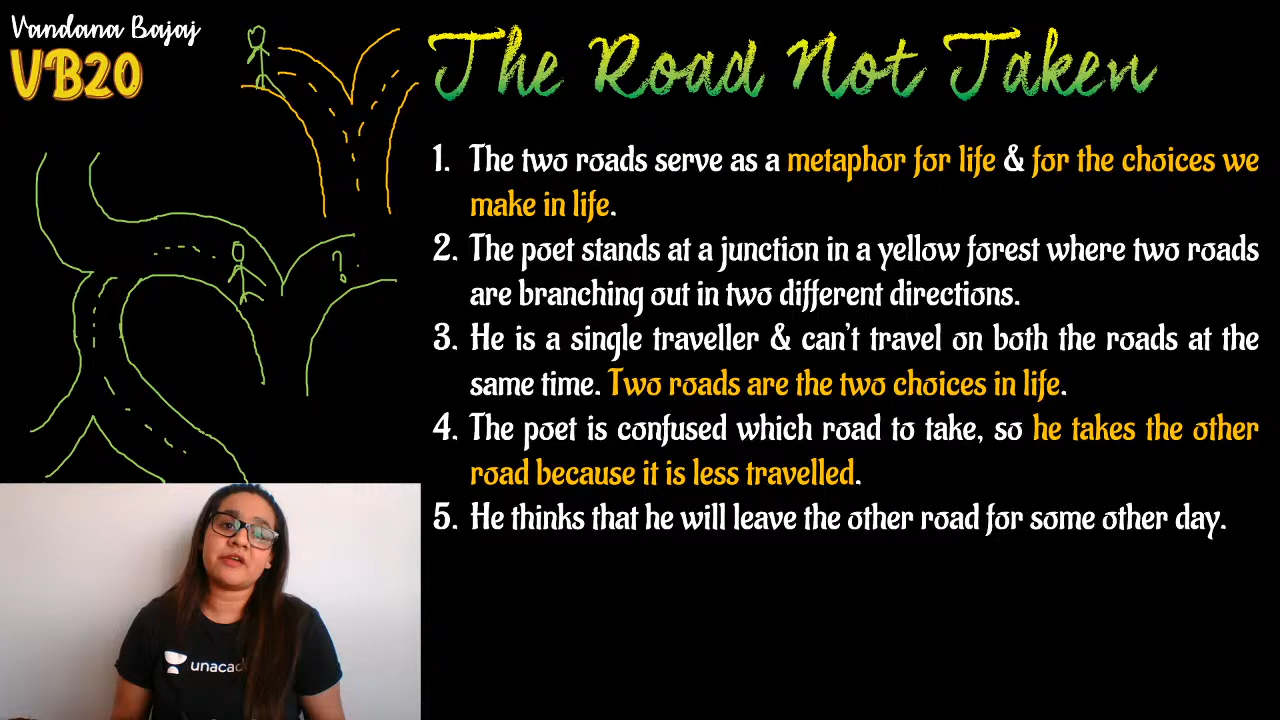 Vandana Bajaj
VB20
The Road Not Taken
1. The two roads serve as a metaphor for life & for the choices we
make in life.
2. The poet stands at a junction in a yellow forest where two roads
are branching out in two different directions.
3. He is a single traveller & can't travel on both the roads at the
same time. Two roads are the two choices in life.
4. The poet is confused which road to take, so he takes the other
road because it is less travelled.
5. He thinks that he will leave the other road for some other day.
?